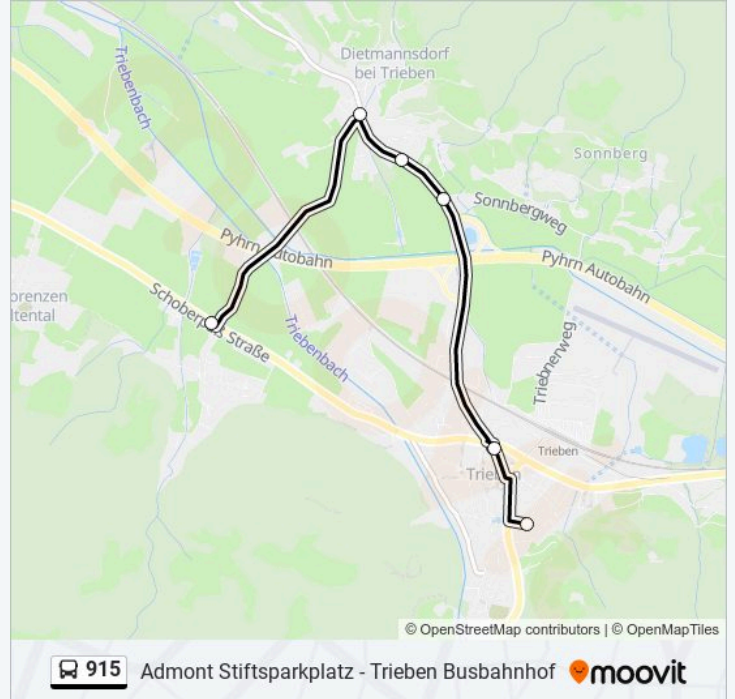 Dietmannsdorf
bei Trieben
Triebenbach
Sonnberg
Sonnbergweg
Pyhrn Autobahn
Pyhrn Autobahn
orenzen
ltental
Schoberpaß Straße
Triebenbach
Triebnerweg
Trieben
Trieben
© OpenStreetMap contributors | © OpenMapTiles
915 Admont Stiftsparkplatz - Trieben Busbahnhof moovit